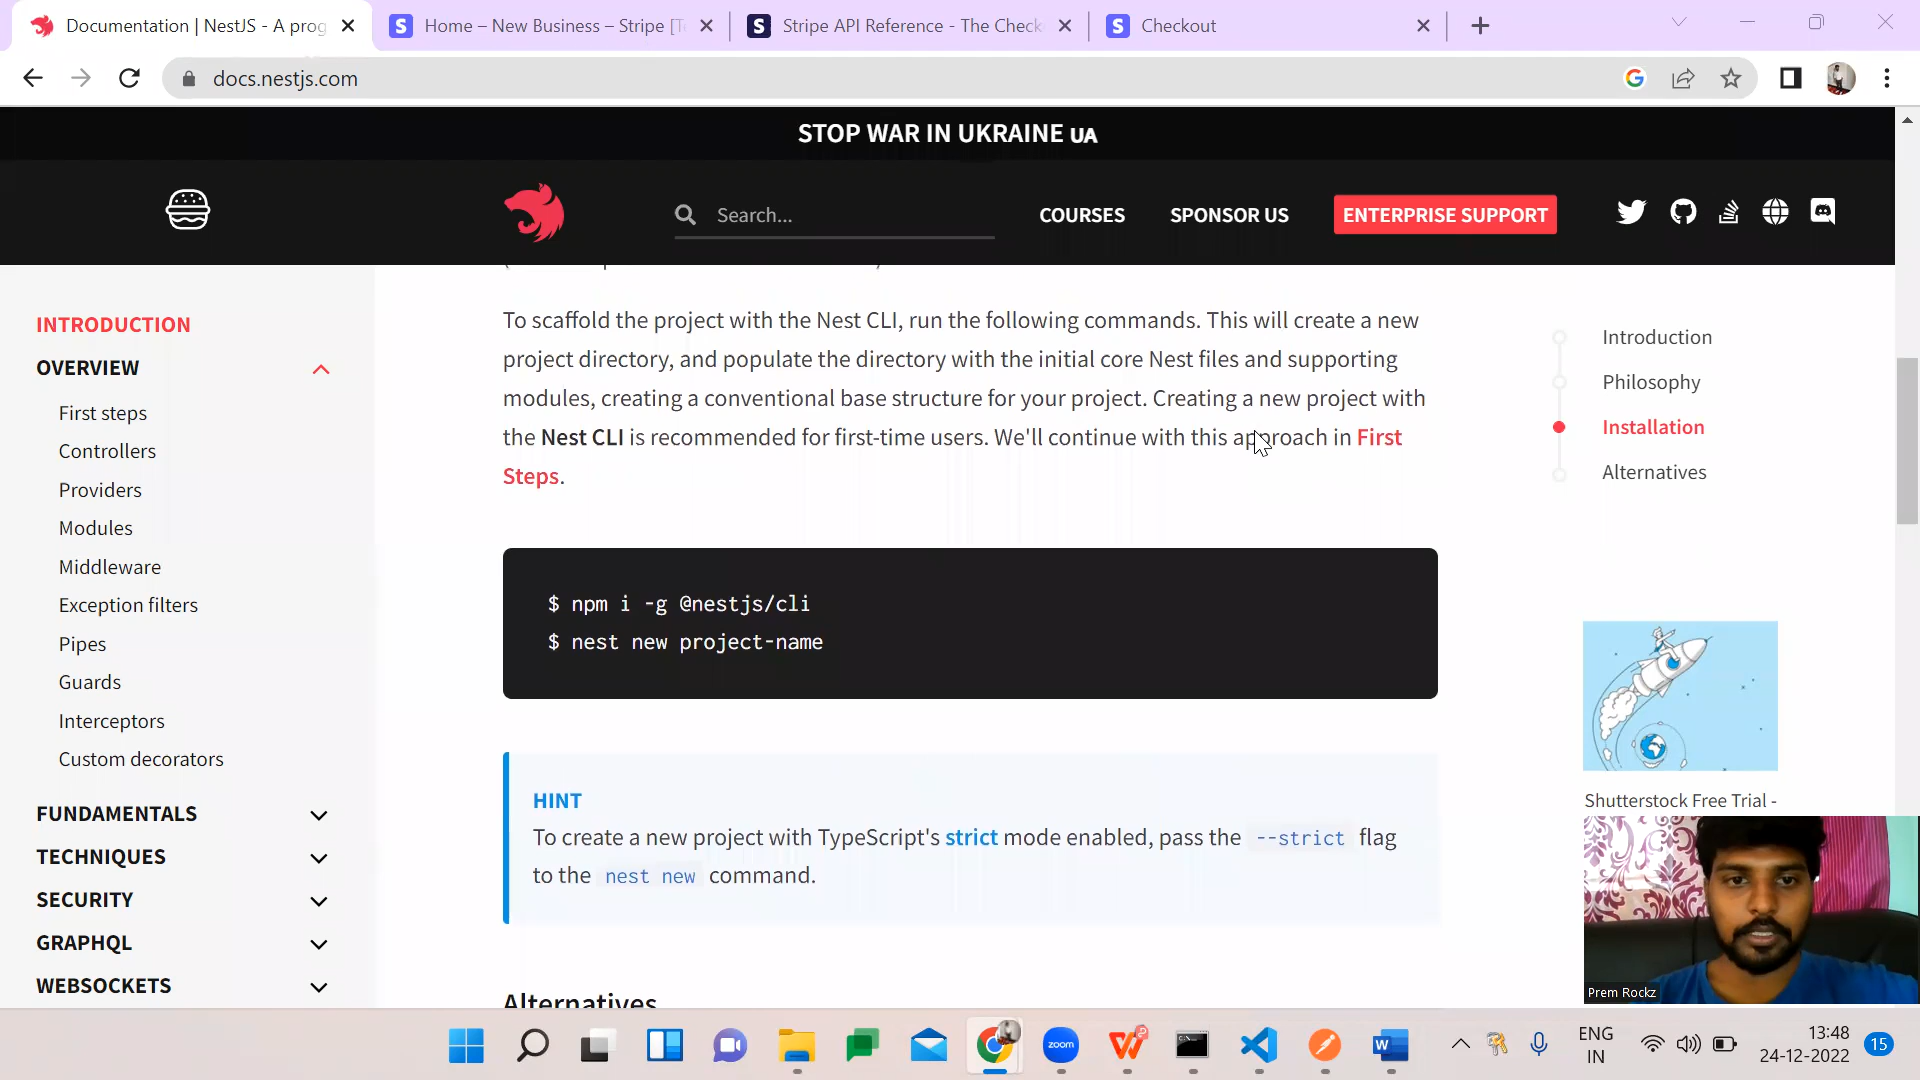 Documentation | NestJS - A prog
Home – New Business – Stripe [Te
Stripe API Reference - The Check
Checkout
docs.nestjs.com
STOP WAR IN UKRAINE UA
Search...
COURSES
SPONSOR US
ENTERPRISE SUPPORT
INTRODUCTION
OVERVIEW
First steps
Controllers
Providers
Modules
Middleware
Exception filters
Pipes
Guards
Interceptors
Custom decorators
FUNDAMENTALS
TECHNIQUES
SECURITY
GRAPHQL
WEBSOCKETS
To scaffold the project with the Nest CLI, run the following commands. This will create a new
project directory, and populate the directory with the initial core Nest files and supporting
modules, creating a conventional base structure for your project. Creating a new project with
the Nest CLI is recommended for first-time users. We'll continue with this approach in First
Steps.
$ npm i -g @nestjs/cli
$ nest new project-name
HINT
To create a new project with TypeScript's strict mode enabled, pass the --strict flag
to the nest new command.
Alternatives
Introduction
Philosophy
Installation
Alternatives
Shutterstock Free Trial -
Prem Rockz
zoom
ENG
IN
13:48
24-12-2022
15